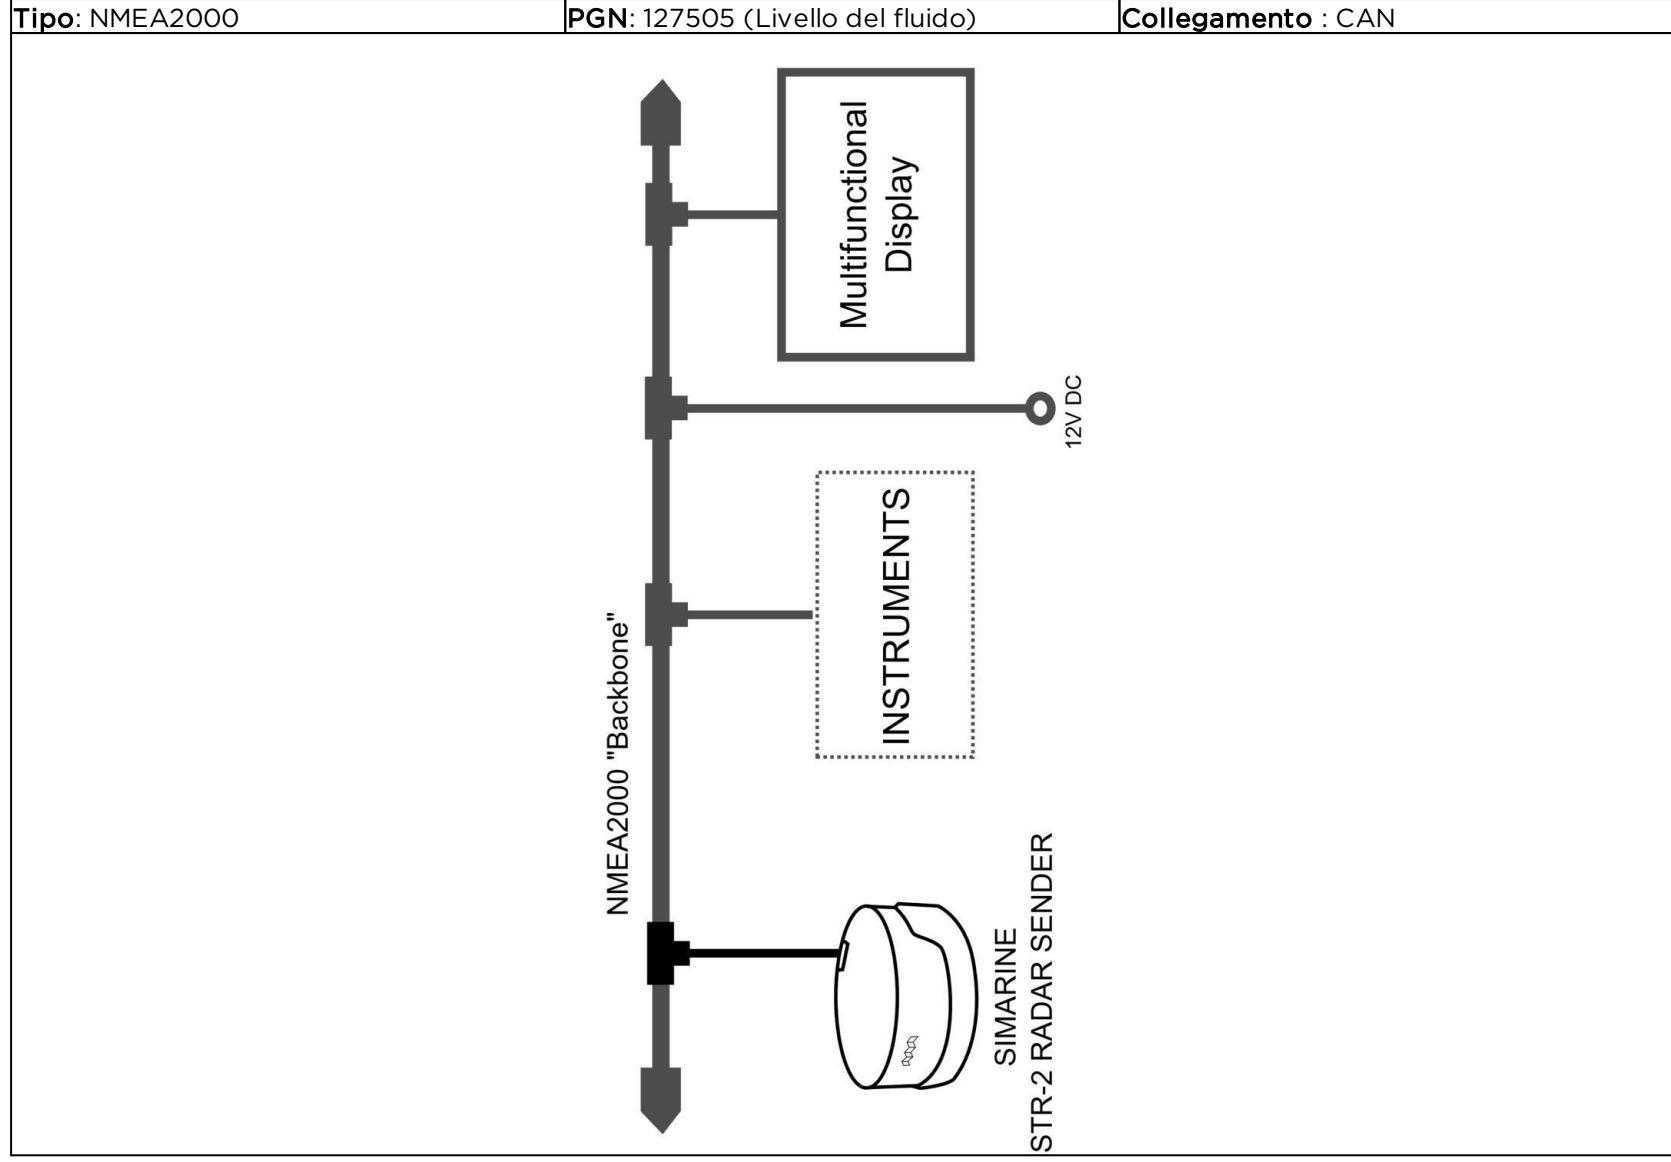 Tipo: NMEA2000
PGN: 127505 (Livello del fluido)
Collegamento : CAN
Multifunctional
Display
12V DC
INSTRUMENTS
NMEA2000 "Backbone"
SIMARINE
STR-2 RADAR SENDER